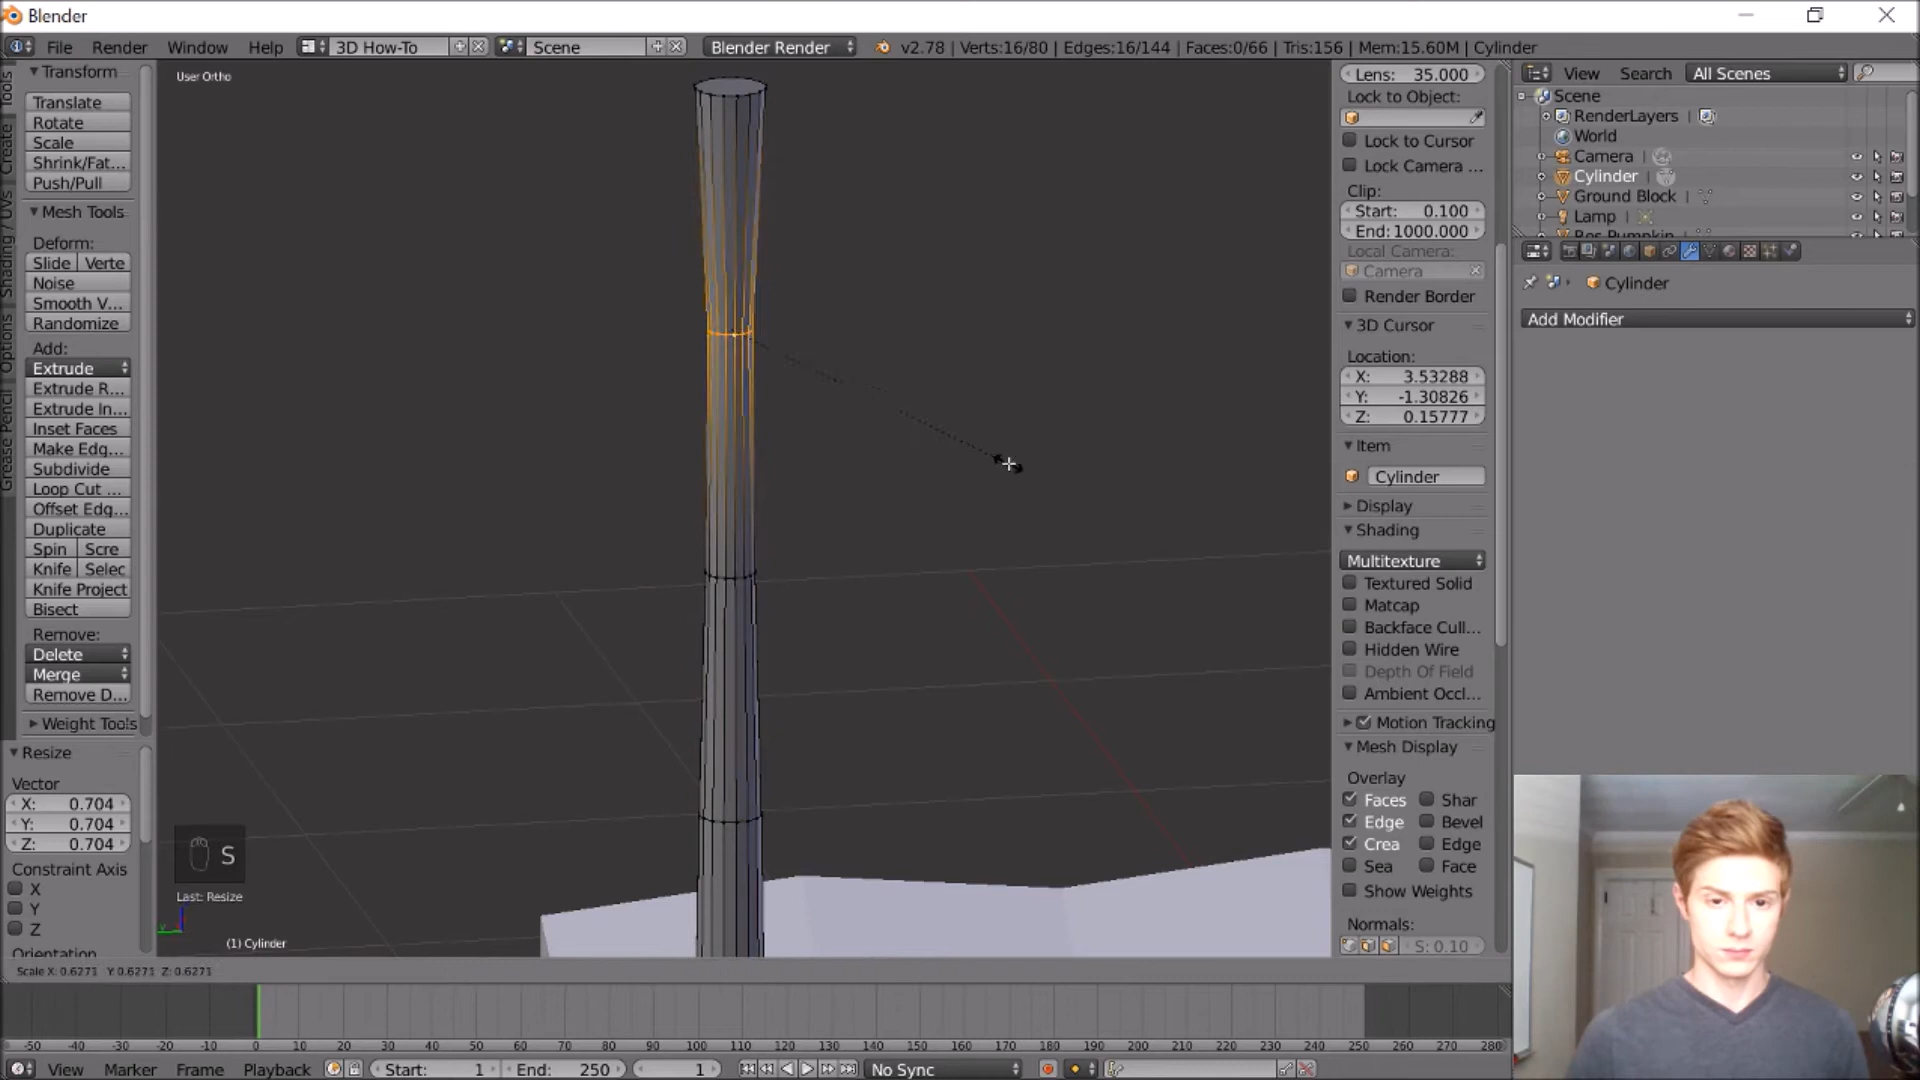 Blender
File Render Window Help 3D How-To Scene Blender Render v2.78 | Verts:16/80 | Edges:16/144 | Faces:0/66 | Tris:156 | Mem:15.60M | Cylinder
Tools
Create
Shading / UVs
Options
Grease Pencil
Transform
Translate
Rotate
Scale
Shrink/Fat...
Push/Pull
Mesh Tools
Deform:
Slide Verte
Noise
Smooth V...
Randomize
Add:
Extrude
Extrude R...
Extrude In...
Inset Faces
Make Edg...
Subdivide
Loop Cut ...
Offset Edg...
Duplicate
Spin Scre
Knife Selec
Knife Project
Bisect
Remove:
Delete
Merge
Remove D...
Weight Tools
Resize
Vector
X: 0.704
Y: 0.704
Z: 0.704
Constraint Axis
X
Y
Z
Orientation
User Ortho
S
Last: Resize
(1) Cylinder
Scale X: 0.6271 Y: 0.6271 Z: 0.6271
Lens: 35.000
Lock to Object:
Lock to Cursor
Lock Camera ...
Clip:
Start: 0.100
End: 1000.000
Local Camera:
Camera
Render Border
3D Cursor
Location:
X: 3.53288
Y: -1.30826
Z: 0.15777
Item
Cylinder
Display
Shading
Multitexture
Textured Solid
Matcap
Backface Cull...
Hidden Wire
Depth Of Field
Ambient Occl...
Motion Tracking
Mesh Display
Overlay
Faces Shar
Edge Bevel
Crea Edge
Sea Face
Show Weights
Normals:
S: 0.10
View Search All Scenes
Scene
RenderLayers
World
Camera
Cylinder
Ground Block
Lamp
Cylinder
Add Modifier
-50 -40 -30 -20 -10 0 10 20 30 40 50 60 70 80 90 100 110 120 130 140 150 160 170 180 190 200 210 220 230 240 250 260 270 280
View Marker Frame Playback Start: 1 End: 250 1 No Sync